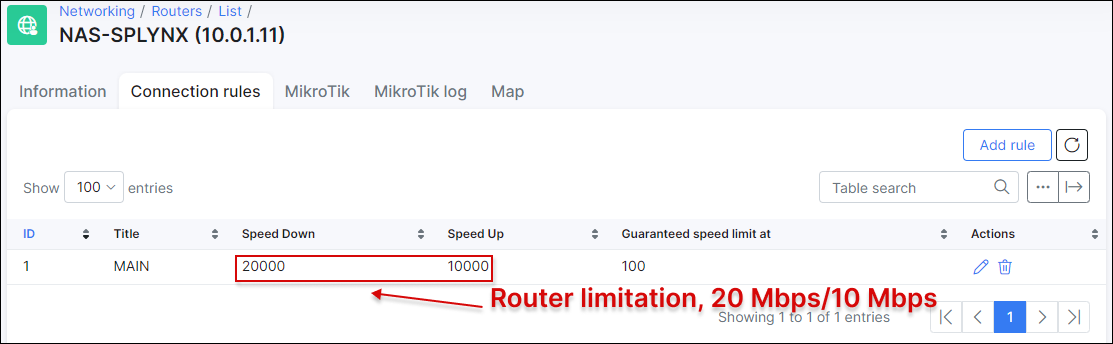 Networking / Routers / List /
NAS-SPLYNX (10.0.1.11)
Information Connection rules MikroTik MikroTik log Map
Add rule
Show 100 entries Table search ...
ID Title Speed Down Speed Up Guaranteed speed limit at Actions
1 MAIN 20000 10000 100
Router limitation, 20 Mbps/10 Mbps
Showing 1 to 1 of 1 entries 1